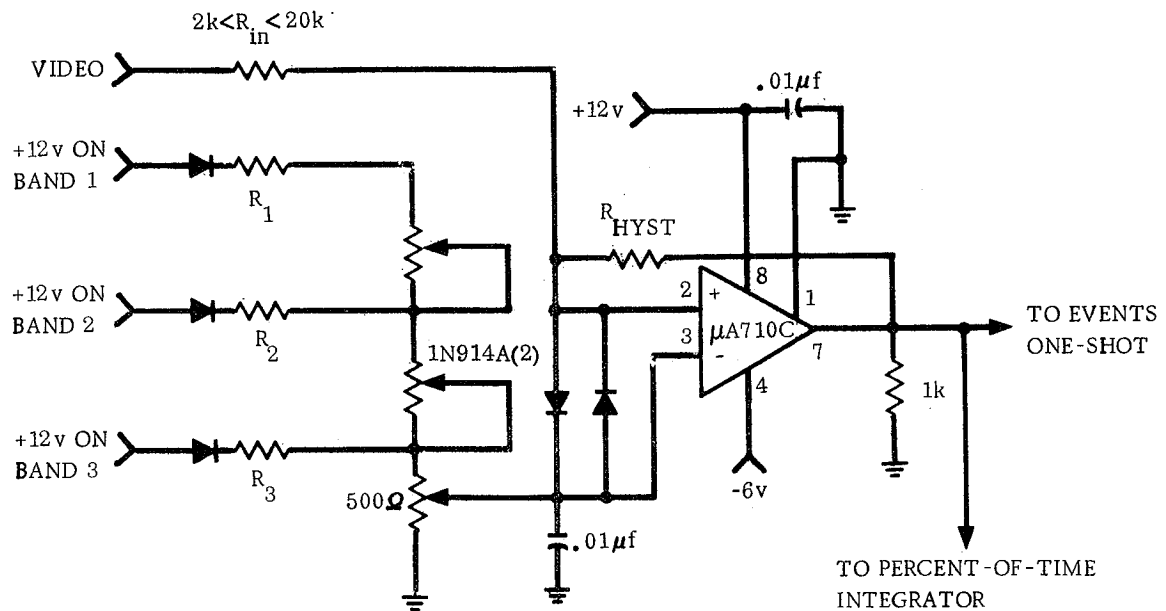 2k<R_in<20k
VIDEO
.01µf
+12v
+12v ON
BAND 1
R_1
R_HYST
8
1
2
+
+12v ON
BAND 2
R_2
3
µA710C
-
7
TO EVENTS
ONE-SHOT
1N914A(2)
4
1k
+12v ON
BAND 3
R_3
500Ω
-6v
.01µf
TO PERCENT-OF-TIME
INTEGRATOR